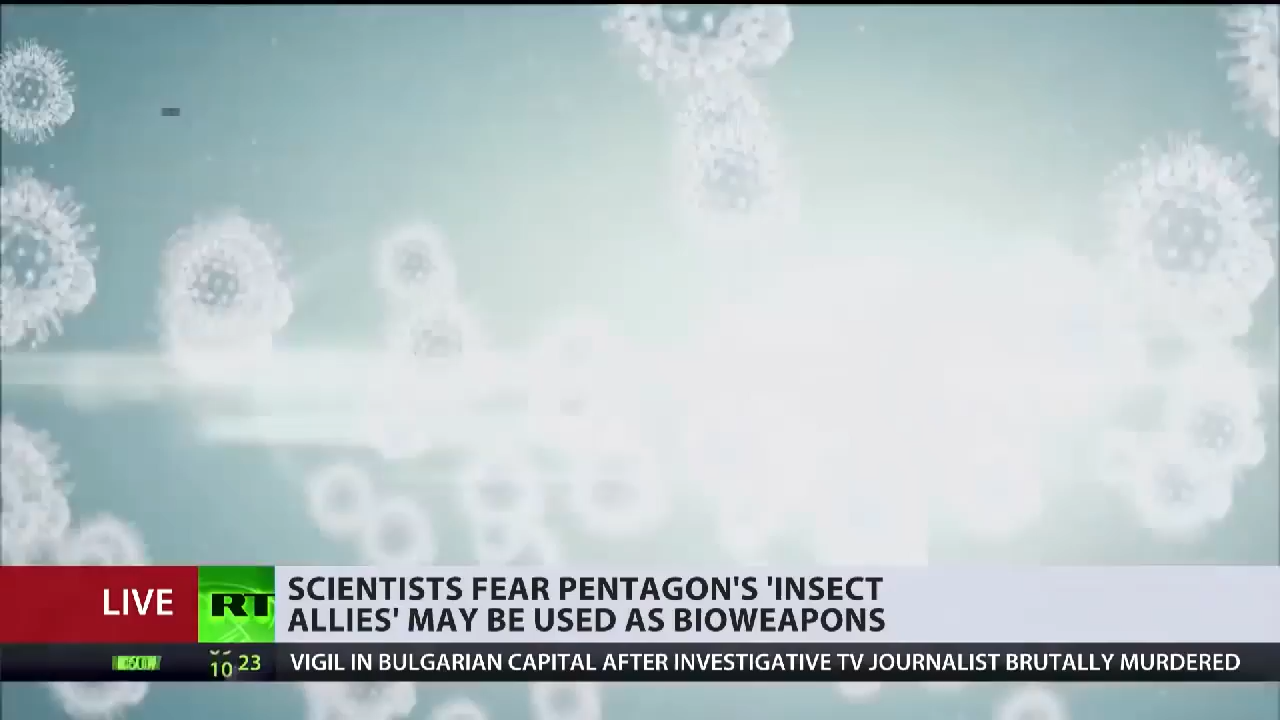 LIVE
RT
SCIENTISTS FEAR PENTAGON'S 'INSECT
ALLIES' MAY BE USED AS BIOWEAPONS
10 23
VIGIL IN BULGARIAN CAPITAL AFTER INVESTIGATIVE TV JOURNALIST BRUTALLY MURDERED